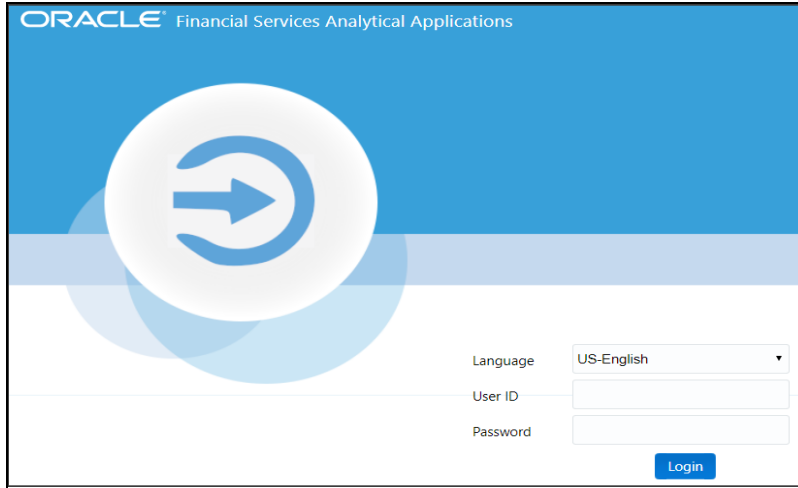 ORACLE® Financial Services Analytical Applications
Language US-English
User ID
Password
Login